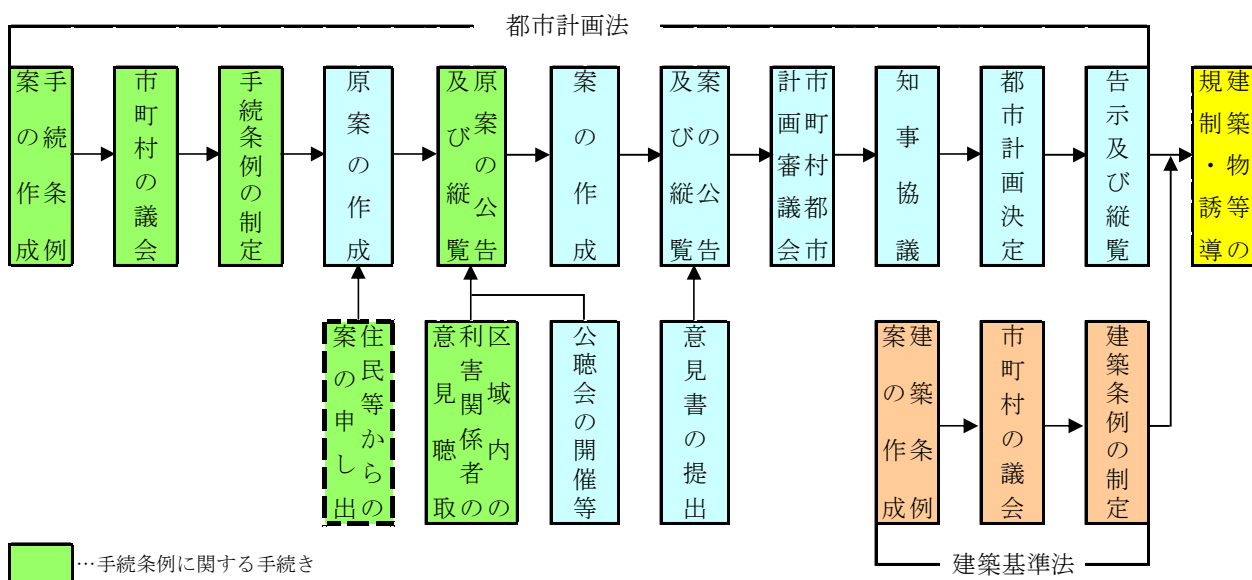 都市計画法
手続条例
案の作成
市町村の議会
手続条例の制定
原案の作成
原案の公告
及び縦覧
案の作成
案の公告
及び縦覧
市町村都市
計画審議会
知事協議
都市計画決定
告示及び縦覧
建築物等の
規制・誘導
住民等からの
案の申し出
区域内の
利害関係者の
意見聴取
公聴会の開催等
意見書の提出
建築条例
案の作成
市町村の議会
建築条例の制定
…手続条例に関する手続き
建築基準法